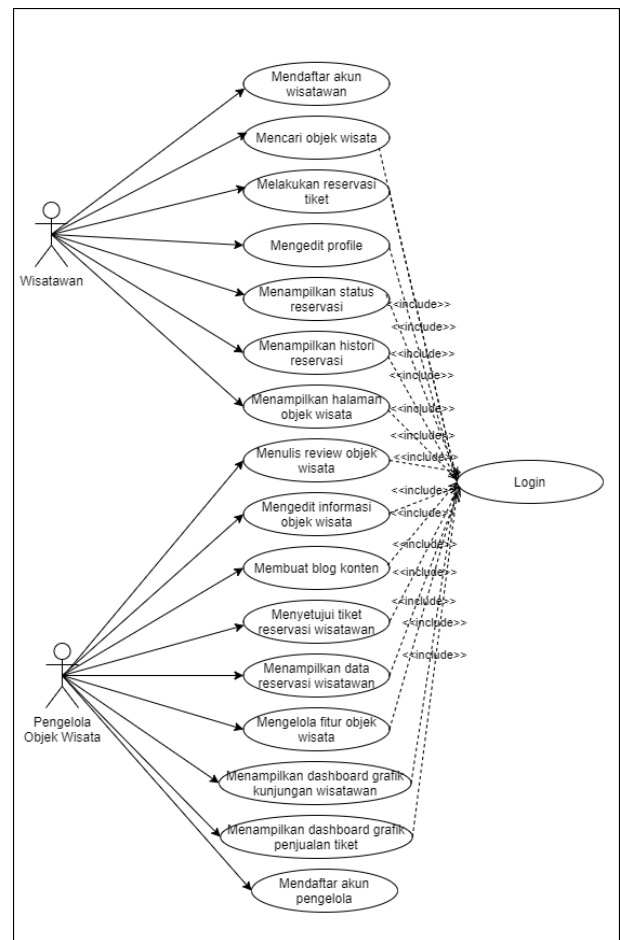 Mendaftar akun
wisatawan
Mencari objek wisata
Melakukan reservasi
tiket
Mengedit profile
Wisatawan
Menampilkan status
reservasi
<<include>>
<<include>>
Menampilkan histori
reservasi
<<include>>
<<include>>
Menampilkan halaman
objek wisata
<<include>>
<<include>>
Menulis review objek
wisata
<<include>>
Login
Mengedit informasi
objek wisata
<<include>>
<<include>>
<<include>>
Membuat blog konten
<<include>>
Menyetujui tiket
reservasi wisatawan
<<include>>
<<include>>
Menampilkan data
reservasi wisatawan
<<include>>
Pengelola
Objek Wisata
Mengelola fitur objek
wisata
Menampilkan dashboard grafik
kunjungan wisatawan
Menampilkan dashboard grafik
penjualan tiket
Mendaftar akun
pengelola